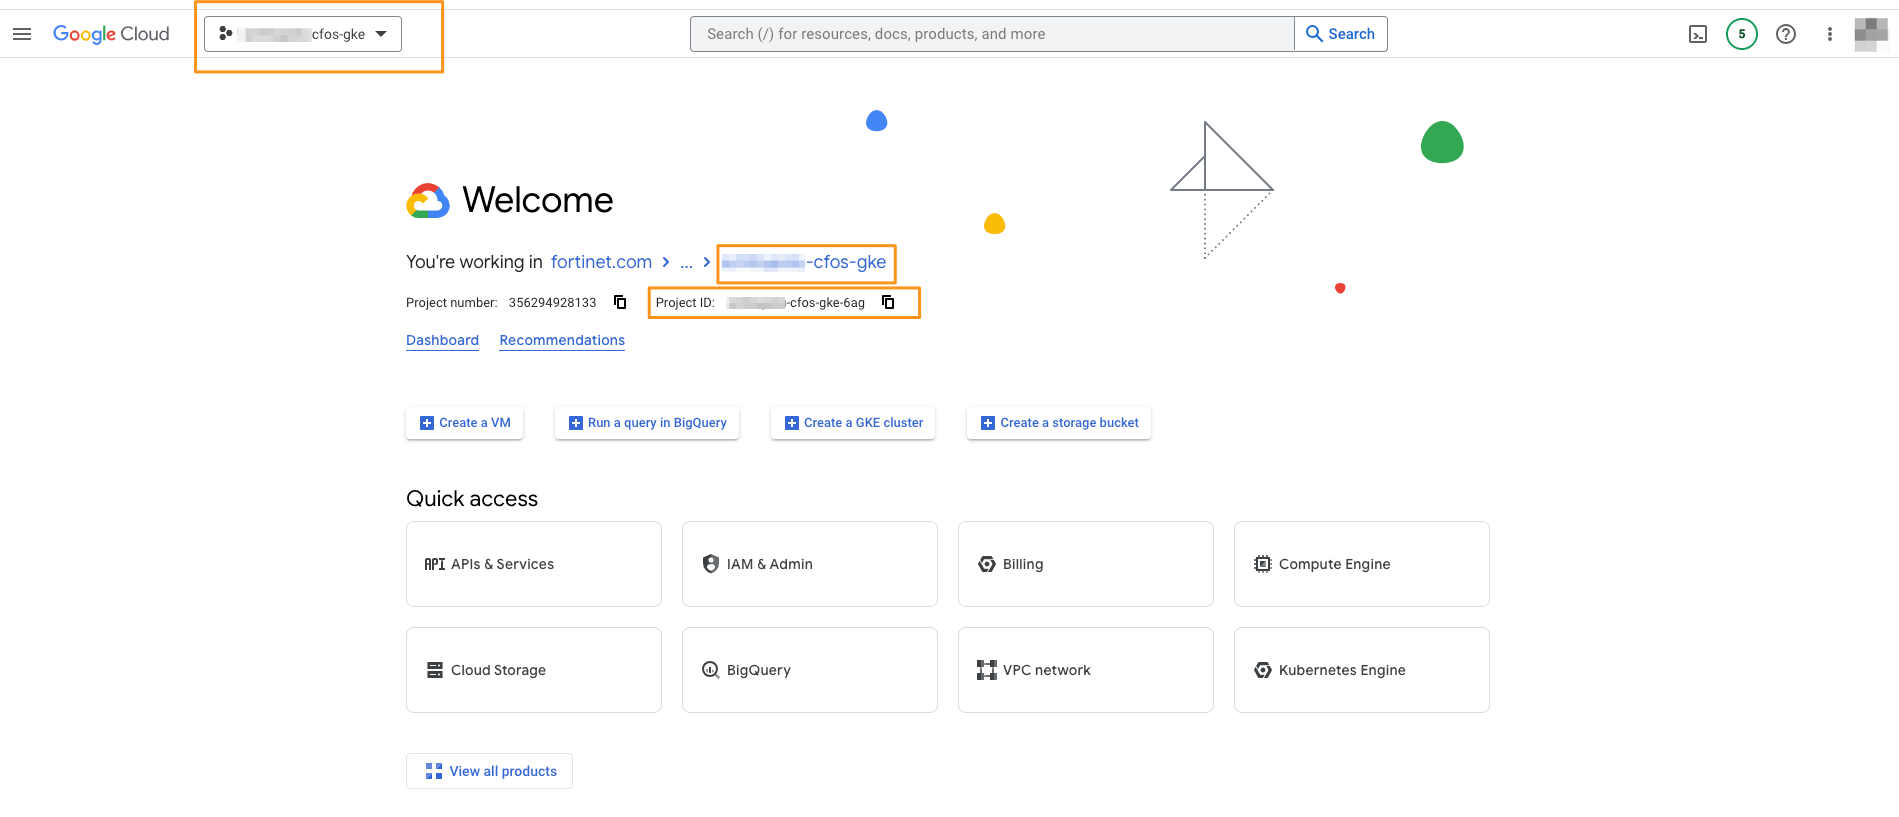 Google Cloud
cfos-gke
Search (/) for resources, docs, products, and more
Search
5
Welcome
You're working in fortinet.com > ... > -cfos-gke
Project number: 356294928133 Project ID: -cfos-gke-6ag
Dashboard Recommendations
Create a VM Run a query in BigQuery Create a GKE cluster Create a storage bucket
Quick access
API APIs & Services IAM & Admin Billing Compute Engine
Cloud Storage BigQuery VPC network Kubernetes Engine
View all products